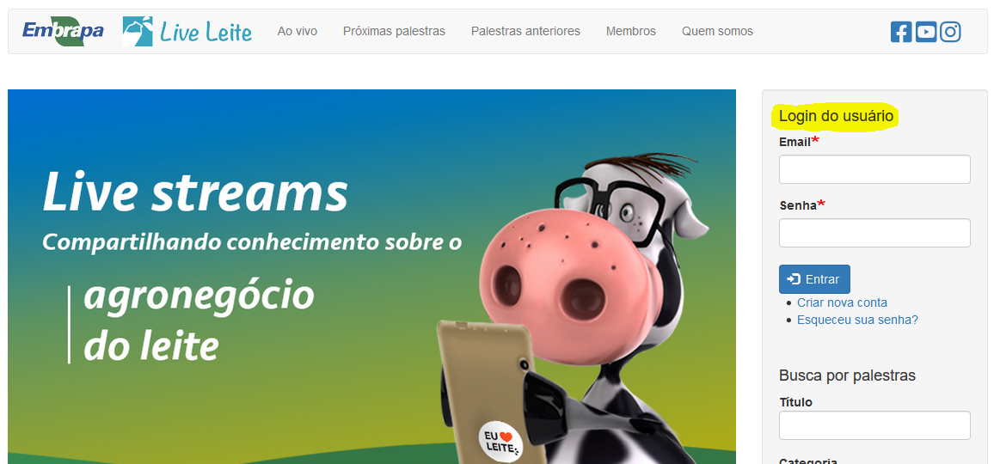 Embrapa
Live Leite
Ao vivo
Próximas palestras
Palestras anteriores
Membros
Quem somos
Live streams
Compartilhando conhecimento sobre o
agronegócio
do leite
EU
LEITE
Login do usuário
Email*
Senha*
Entrar
Criar nova conta
Esqueceu sua senha?
Busca por palestras
Título
Categoria